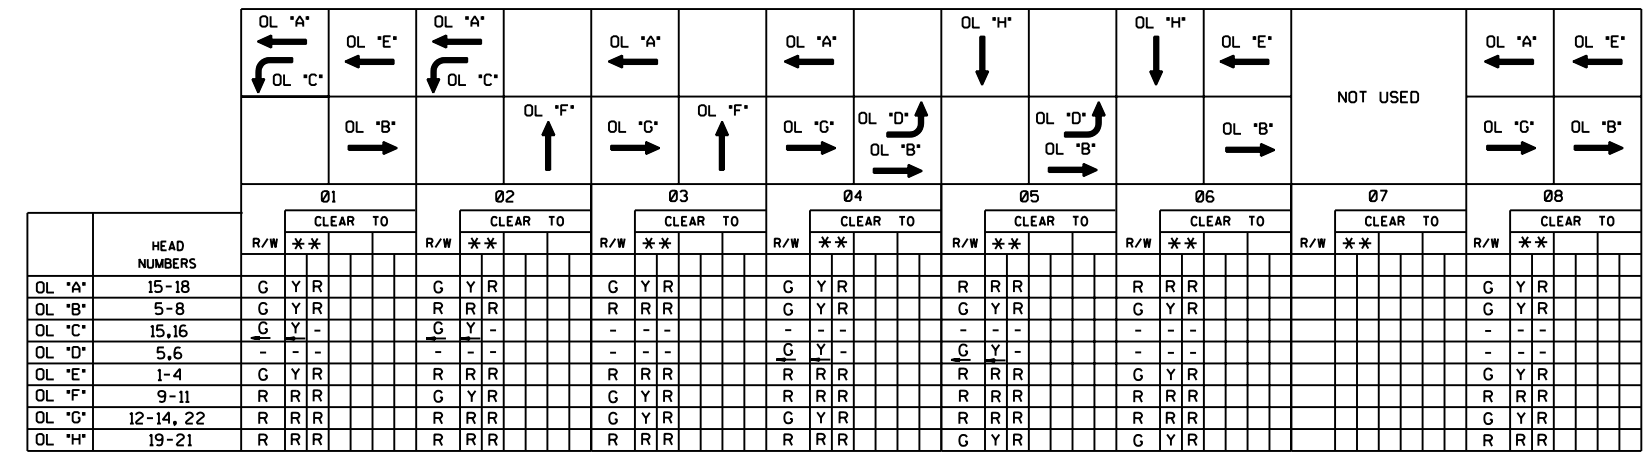 OL "A" OL "A" OL "H" OL "H"
OL "E" OL "A" OL "A" OL "E" OL "A" OL "E"
OL "C" OL "C"
NOT USED
OL "F" OL "F"
OL "B" OL "G" OL "G" OL "D" OL "D" OL "B" OL "G" OL "B"
OL "B" OL "B"
Ø1 Ø2 Ø3 Ø4 Ø5 Ø6 Ø7 Ø8
CLEAR TO CLEAR TO CLEAR TO CLEAR TO CLEAR TO CLEAR TO CLEAR TO CLEAR TO
HEAD NUMBERS R/W ** R/W ** R/W ** R/W ** R/W ** R/W ** R/W ** R/W **
OL "A" 15-18 G Y R G Y R G Y R G Y R R R R R R R G Y R
OL "B" 5-8 G Y R R R R R R R G Y R G Y R G Y R G Y R
OL "C" 15,16 G Y - G Y - - - - - - - - - - - - - - - -
OL "D" 5,6 - - - - - - - - - G Y - G Y - - - - - - -
OL "E" 1-4 G Y R R R R R R R R R R R R R G Y R G Y R
OL "F" 9-11 R R R G Y R G Y R R R R R R R R R R R R R
OL "G" 12-14, 22 R R R R R R G Y R G Y R R R R R R R G Y R
OL "H" 19-21 R R R R R R R R R R R R G Y R G Y R R R R